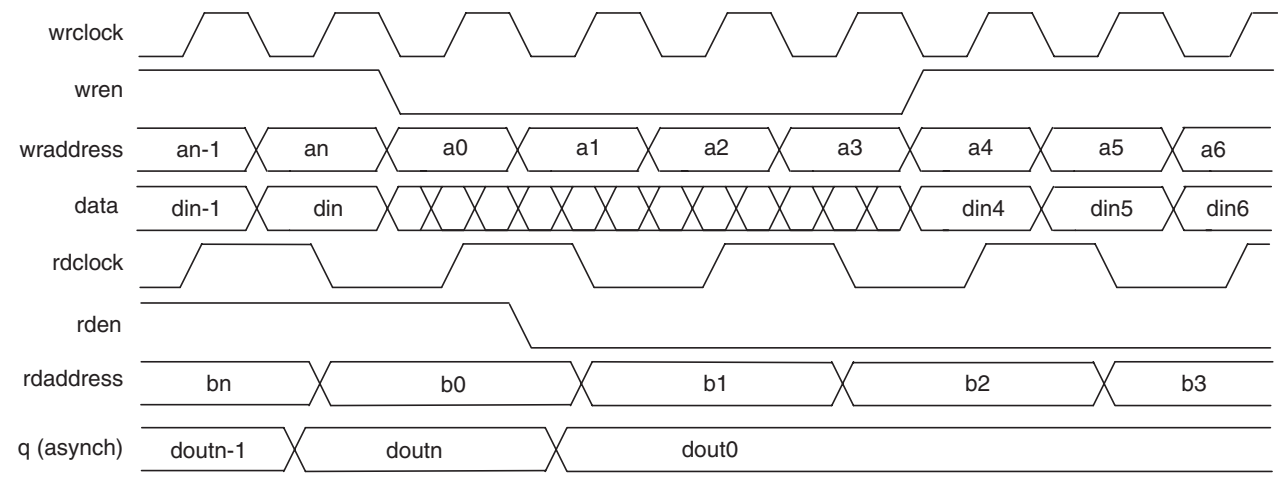 wrclock
wren
wraddress an-1 an a0 a1 a2 a3 a4 a5 a6
data din-1 din din4 din5 din6
rdclock
rden
rdaddress bn b0 b1 b2 b3
q (asynch) doutn-1 doutn dout0